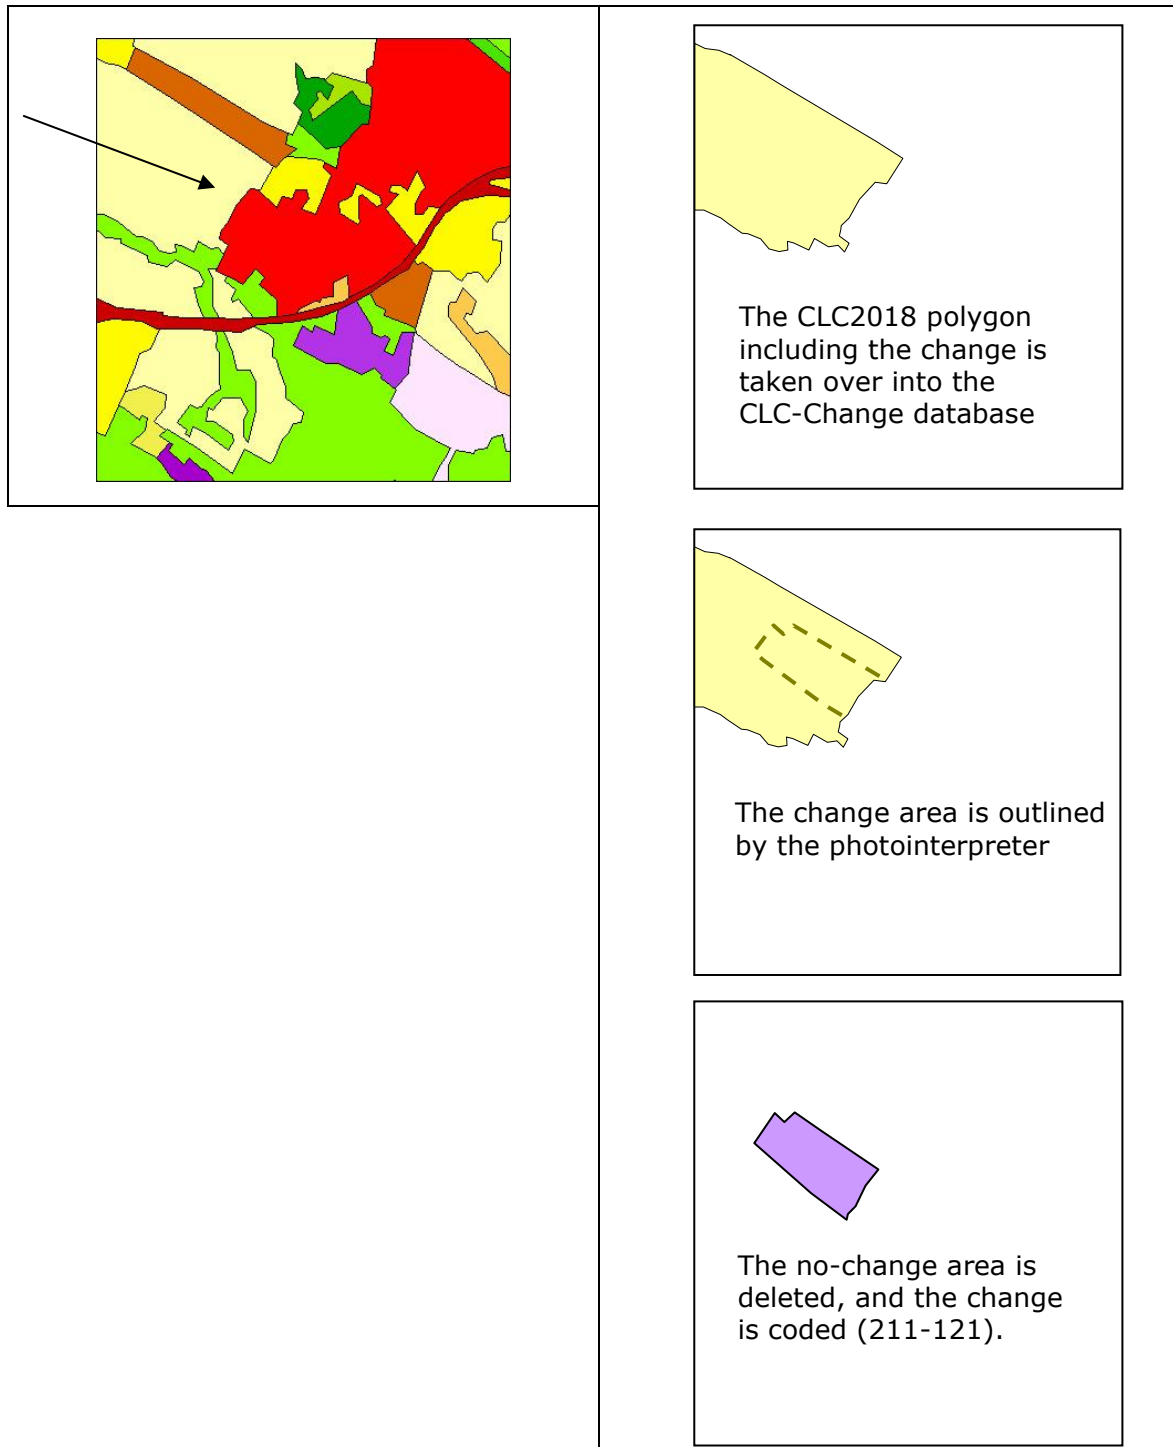 The CLC2018 polygon
including the change is
taken over into the
CLC-Change database
The change area is outlined
by the photointerpreter
The no-change area is
deleted, and the change
is coded (211-121).